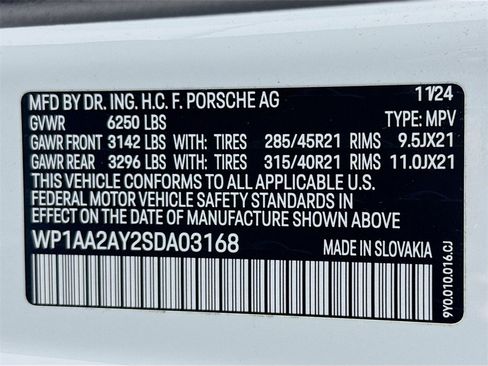 MFD BY DR. ING. H.C. F. PORSCHE AG 11/24
GVWR 6250 LBS TYPE: MPV
GAWR FRONT 3142 LBS WITH: TIRES 285/45R21 RIMS 9.5JX21
GAWR REAR 3296 LBS WITH: TIRES 315/40R21 RIMS 11.0JX21
THIS VEHICLE CONFORMS TO ALL APPLICABLE
FEDERAL MOTOR VEHICLE SAFETY STANDARDS IN
EFFECT ON THE DATE OF MANUFACTURE SHOWN ABOVE
WP1AA2AY2SDA03168 MADE IN SLOVAKIA
9Y0.010.016.CJ